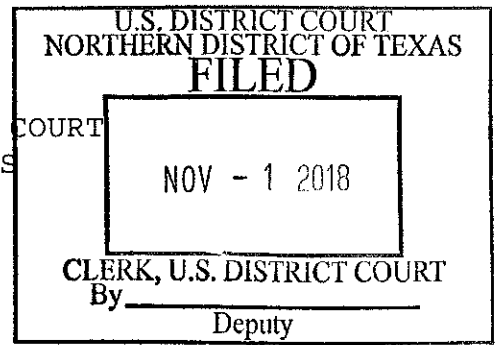 U.S. DISTRICT COURT
NORTHERN DISTRICT OF TEXAS
FILED
COURT
S
NOV - 1 2018
CLERK, U.S. DISTRICT COURT
By
Deputy